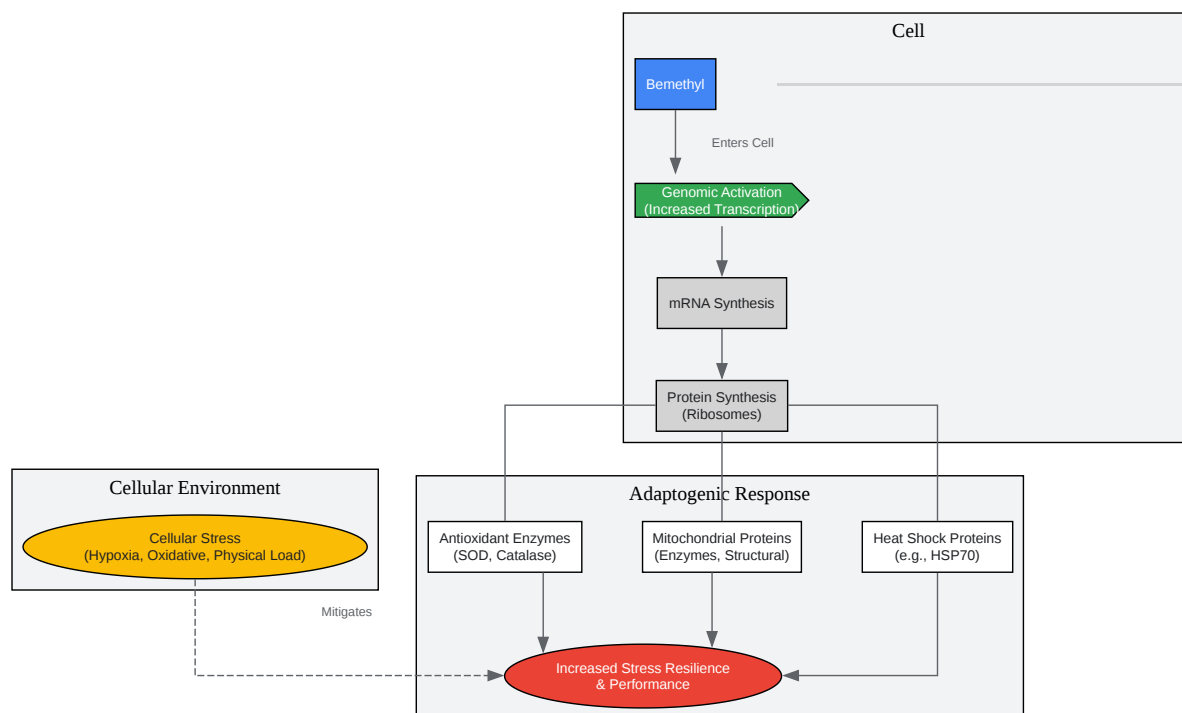 Cell
Bemethyl
Enters Cell
Genomic Activation
(Increased Transcription)
mRNA Synthesis
Protein Synthesis
(Ribosomes)
Cellular Environment
Cellular Stress
(Hypoxia, Oxidative, Physical Load)
Mitigates
Adaptogenic Response
Antioxidant Enzymes
(SOD, Catalase)
Mitochondrial Proteins
(Enzymes, Structural)
Heat Shock Proteins
(e.g., HSP70)
Increased Stress Resilience
& Performance